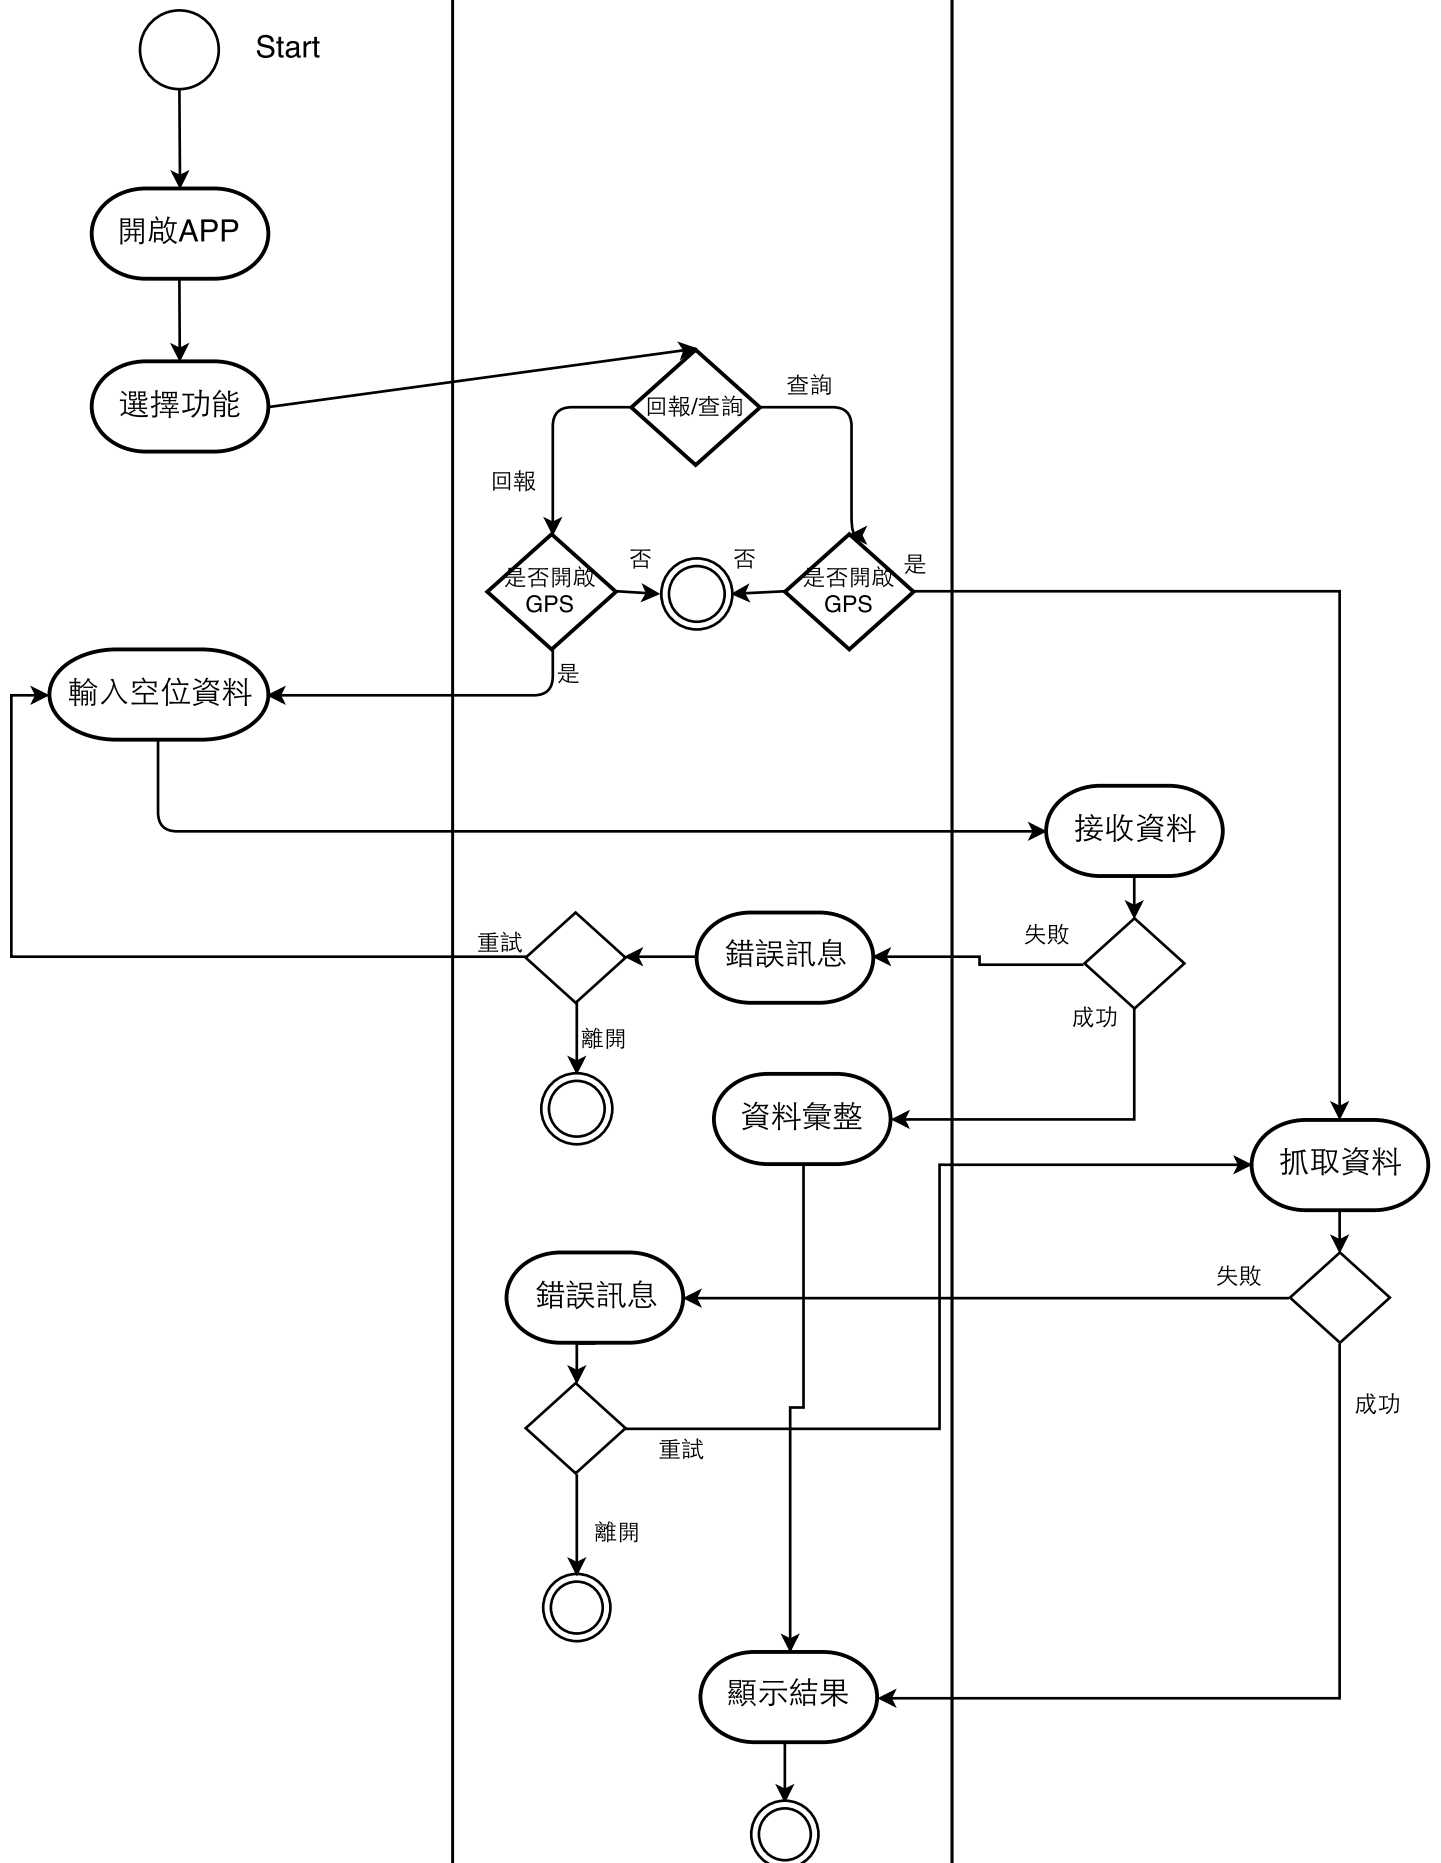 Start
開啟APP
選擇功能
回報/查詢
查詢
回報
是否開啟
GPS
否
否
是否開啟
GPS
是
是
輸入空位資料
接收資料
失敗
成功
錯誤訊息
重試
離開
資料彙整
抓取資料
失敗
成功
錯誤訊息
重試
離開
顯示結果